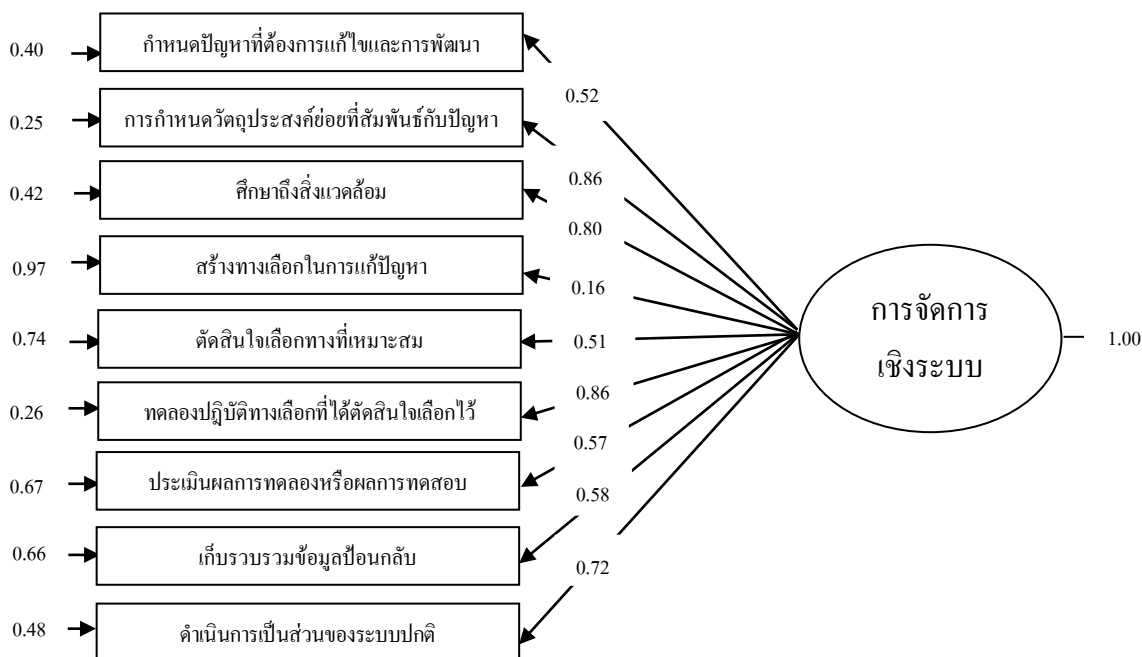 0.40
กำหนดปัญหาที่ต้องการแก้ไขและการพัฒนา
0.52
0.25
การกำหนดวัตถุประสงค์ย่อยที่สัมพันธ์กับปัญหา
0.86
0.42
ศึกษาถึงสิ่งแวดล้อม
0.80
0.97
สร้างทางเลือกในการแก้ปัญหา
0.16
0.74
ตัดสินใจเลือกทางที่เหมาะสม
0.51
0.26
ทดลองปฎิบัติทางเลือกที่ได้ตัดสินใจเลือกไว้
0.86
0.67
ประเมินผลการทดลองหรือผลการทดสอบ
0.57
0.66
เก็บรวบรวมข้อมูลป้อนกลับ
0.58
0.48
ดำเนินการเป็นส่วนของระบบปกติ
0.72
การจัดการ
เชิงระบบ
1.00